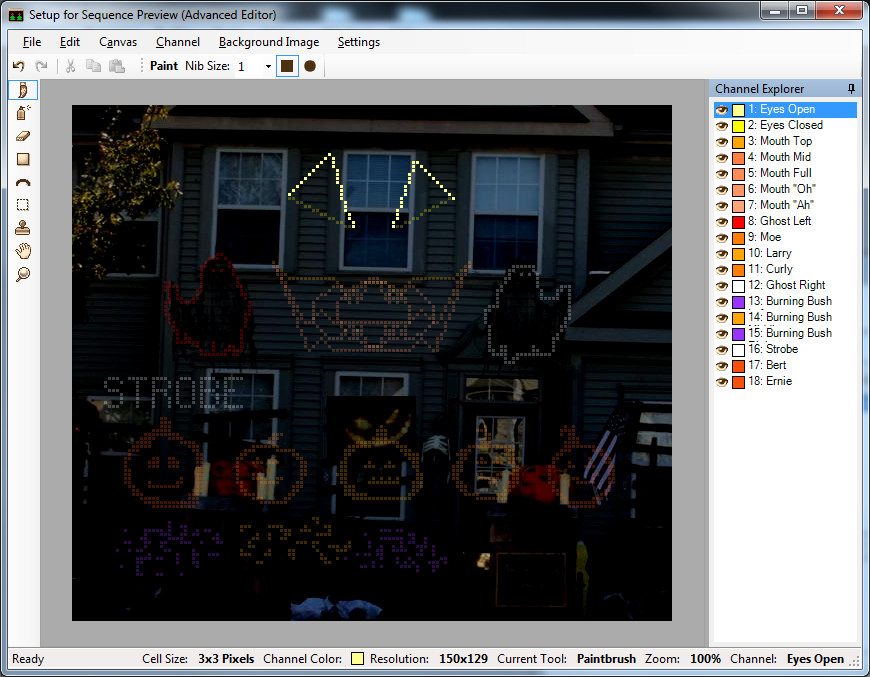 Setup for Sequence Preview (Advanced Editor)
File Edit Canvas Channel Background Image Settings
Paint Nib Size: 1
Channel Explorer
1: Eyes Open
2: Eyes Closed
3: Mouth Top
4: Mouth Mid
5: Mouth Full
6: Mouth "Oh"
7: Mouth "Ah"
8: Ghost Left
9: Moe
10: Larry
11: Curly
12: Ghost Right
13: Burning Bush
14: Burning Bush
15: Burning Bush
16: Strobe
17: Bert
18: Ernie
STROBE
Ready Cell Size: 3x3 Pixels Channel Color: Resolution: 150x129 Current Tool: Paintbrush Zoom: 100% Channel: Eyes Open